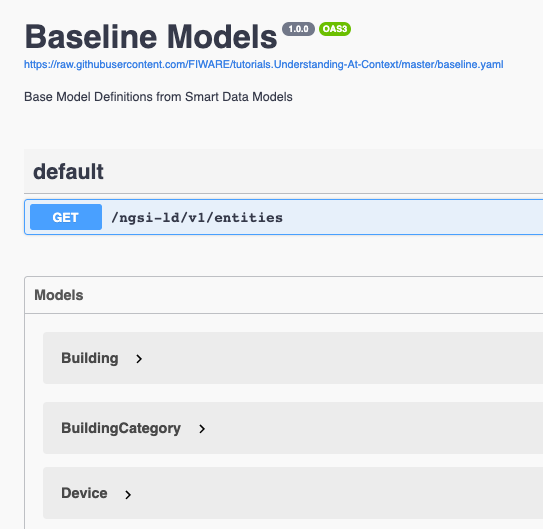 Baseline Models 1.0.0 OAS3
https://raw.githubusercontent.com/FIWARE/tutorials.Understanding-At-Context/master/baseline.yaml
Base Model Definitions from Smart Data Models
default
GET /ngsi-ld/v1/entities
Models
Building
BuildingCategory
Device